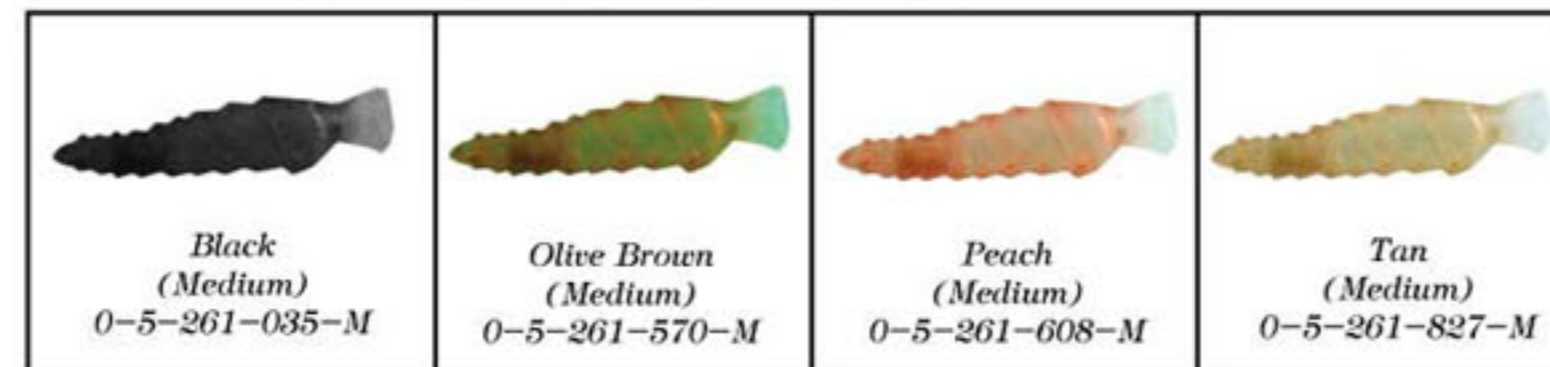 Black
(Medium)
0-5-261-035-M
Olive Brown
(Medium)
0-5-261-570-M
Peach
(Medium)
0-5-261-608-M
Tan
(Medium)
0-5-261-827-M